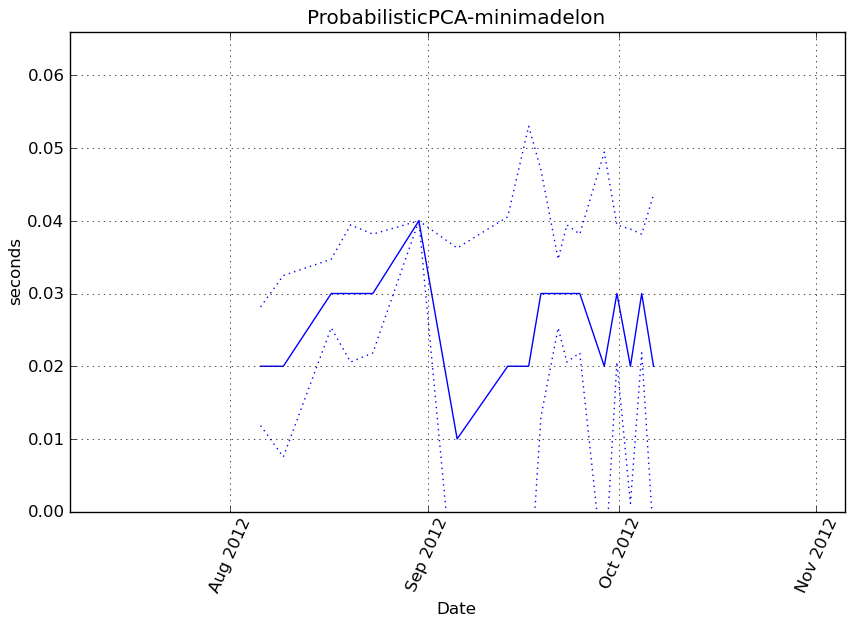 ProbabilisticPCA-minimadelon
0.06
0.05
0.04
0.03
0.02
0.01
0.00
seconds
Aug 2012
Sep 2012
Oct 2012
Nov 2012
Date